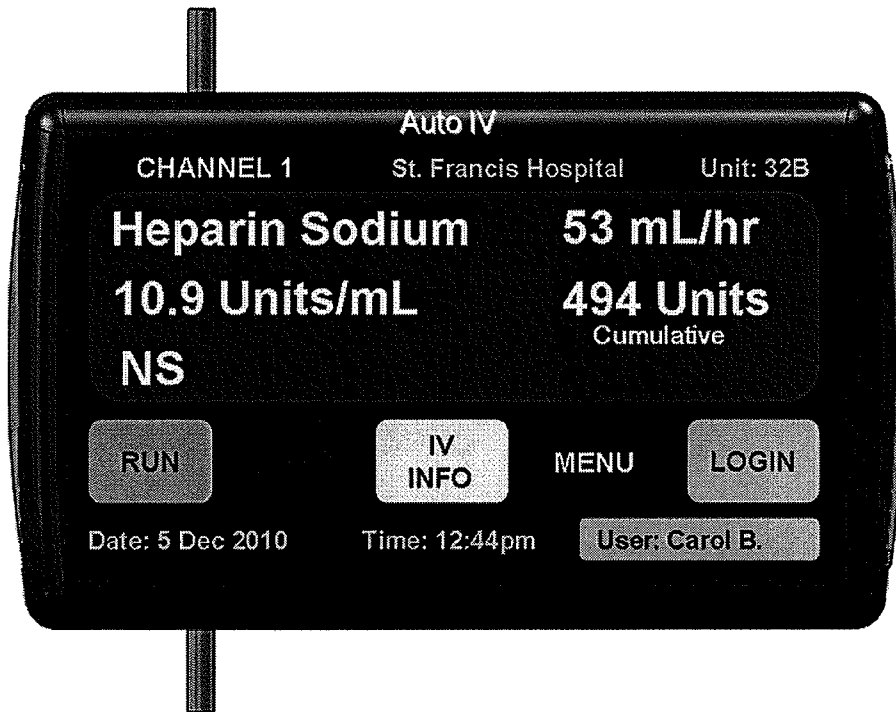 Auto IV
CHANNEL 1 St. Francis Hospital Unit: 32B
Heparin Sodium 53 mL/hr
10.9 Units/mL 494 Units
Cumulative
NS
RUN IV INFO MENU LOGIN
Date: 5 Dec 2010 Time: 12:44pm User: Carol B.